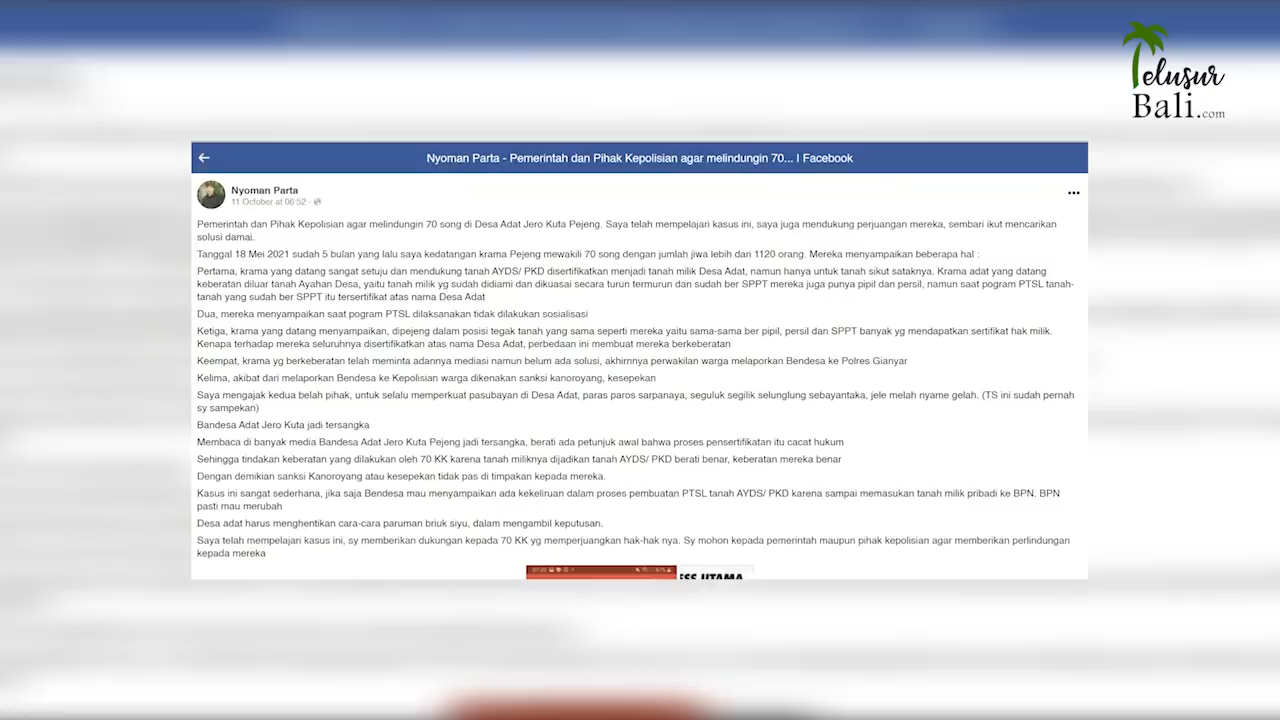 Telusur
Bali.com
Nyoman Parta - Pemerintah dan Pihak Kepolisian agar melindungin 70... I Facebook
Nyoman Parta
11 October at 06:52 ·
Pemerintah dan Pihak Kepolisian agar melindungin 70 song di Desa Adat Jero Kuta Pejeng. Saya telah mempelajari kasus ini, saya juga mendukung perjuangan mereka, sembari ikut mencarikan
solusi damai.
Tanggal 18 Mei 2021 sudah 5 bulan yang lalu saya kedatangan krama Pejeng mewakili 70 song dengan jumlah jiwa lebih dari 1120 orang. Mereka menyampaikan beberapa hal :
Pertama, krama yang datang sangat setuju dan mendukung tanah AYDS/ PKD disertifikatkan menjadi tanah milik Desa Adat, namun hanya untuk tanah sikut sataknya. Krama adat yang datang
keberatan diluar tanah Ayahan Desa, yaitu tanah milik yg sudah didiami dan dikuasai secara turun termurun dan sudah ber SPPT mereka juga punya pipil dan persil, namun saat pogram PTSL tanah-
tanah yang sudah ber SPPT itu tersertifikat atas nama Desa Adat
Dua, mereka menyampaikan saat pogram PTSL dilaksanakan tidak dilakukan sosialisasi
Ketiga, krama yang datang menyampaikan, dipejeng dalam posisi tegak tanah yang sama seperti mereka yaitu sama-sama ber pipil, persil dan SPPT banyak yg mendapatkan sertifikat hak milik.
Kenapa terhadap mereka seluruhnya disertifikatkan atas nama Desa Adat, perbedaan ini membuat mereka berkeberatan
Keempat, krama yg berkeberatan telah meminta adannya mediasi namun belum ada solusi, akhirnya perwakilan warga melaporkan Bendesa ke Polres Gianyar
Kelima, akibat dari melaporkan Bendesa ke Kepolisian warga dikenakan sanksi kanoroyang, kesepekan
Saya mengajak kedua belah pihak, untuk selalu memperkuat pasubayan di Desa Adat, paras paros sarpanaya, seguluk segilik selunglung sebayantaka, jele melah nyame gelah. (TS ini sudah pernah
sy sampekan)
Bandesa Adat Jero Kuta jadi tersangka
Membaca di banyak media Bandesa Adat Jero Kuta Pejeng jadi tersangka, berati ada petunjuk awal bahwa proses pensertifikatan itu cacat hukum
Sehingga tindakan keberatan yang dilakukan oleh 70 KK karena tanah miliknya dijadikan tanah AYDS/ PKD berati benar, keberatan mereka benar
Dengan demikian sanksi Kanoroyang atau kesepekan tidak pas di timpakan kepada mereka.
Kasus ini sangat sederhana, jika saja Bendesa mau menyampaikan ada kekeliruan dalam proses pembuatan PTSL tanah AYDS/ PKD karena sampai memasukan tanah milik pribadi ke BPN. BPN
pasti mau merubah
Desa adat harus menghentikan cara-cara paruman briuk siyu, dalam mengambil keputusan.
Saya telah mempelajari kasus ini, sy memberikan dukungan kepada 70 KK yg memperjuangkan hak-hak nya. Sy mohon kepada pemerintah maupun pihak kepolisian agar memberikan perlindungan
kepada mereka